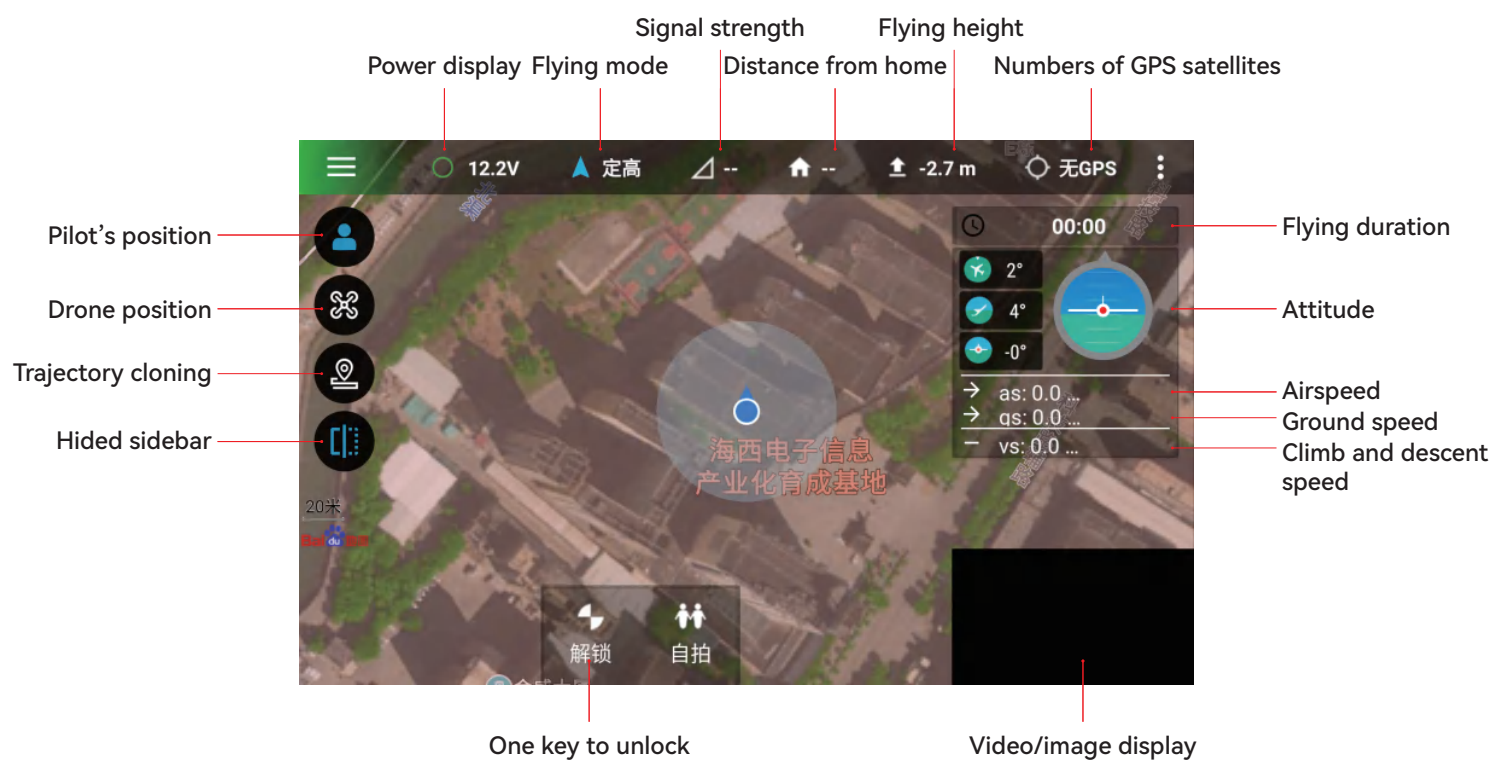 Signal strength
Flying height
Power display
Flying mode
Distance from home
Numbers of GPS satellites
12.2V
定高
--
--
-2.7 m
无GPS
Pilot's position
Drone position
Trajectory cloning
Hided sidebar
00:00
2°
4°
-0°
as: 0.0 ...
gs: 0.0 ...
vs: 0.0 ...
Flying duration
Attitude
Airspeed
Ground speed
Climb and descent
speed
海西电子信息
产业化育成基地
20米
Bai du
解锁
自拍
One key to unlock
Video/image display